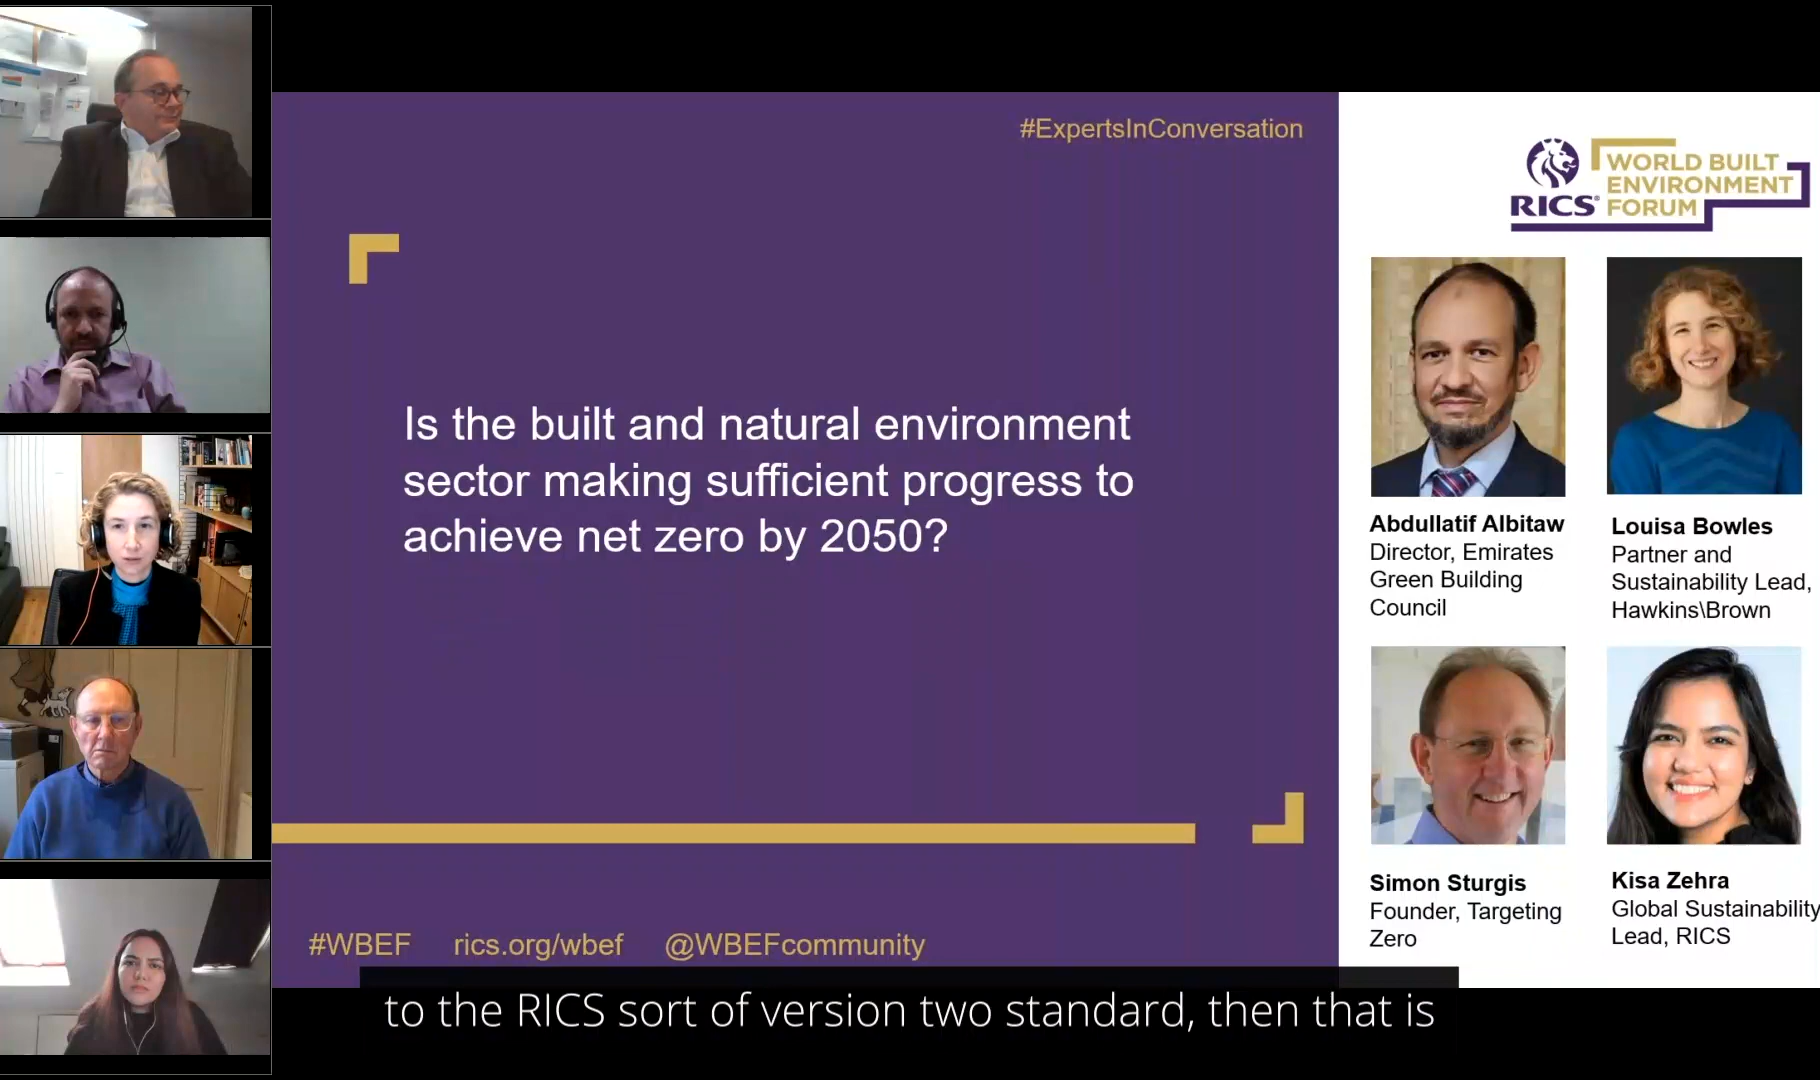 #ExpertsInConversation
RICS
WORLD BUILT
ENVIRONMENT
FORUM
Is the built and natural environment
sector making sufficient progress to
achieve net zero by 2050?
Abdullatif Albitaw
Director, Emirates
Green Building
Council
Louisa Bowles
Partner and
Sustainability Lead,
Hawkins\Brown
Simon Sturgis
Founder, Targeting
Zero
Kisa Zehra
Global Sustainability
Lead, RICS
#WBEF rics.org/wbef @WBEFcommunity
to the RICS sort of version two standard, then that is